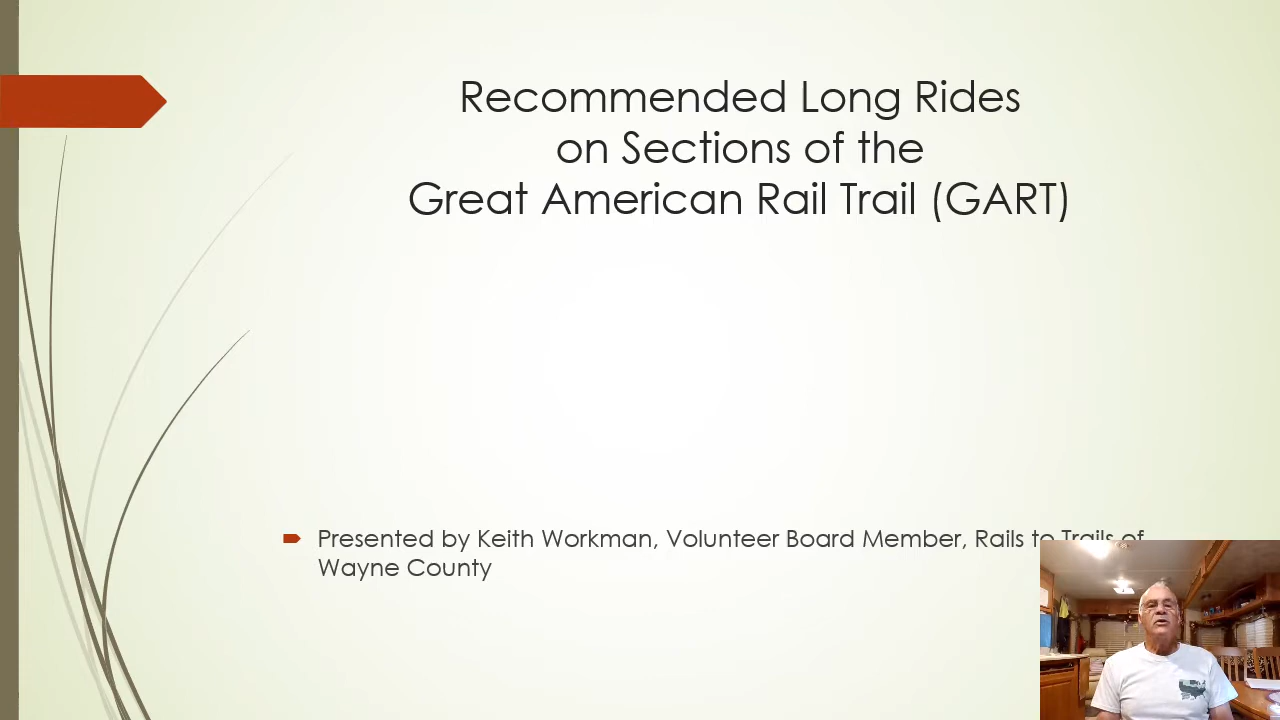 Recommended Long Rides
on Sections of the
Great American Rail Trail (GART)
Presented by Keith Workman, Volunteer Board Member, Rails to Trails of
Wayne County